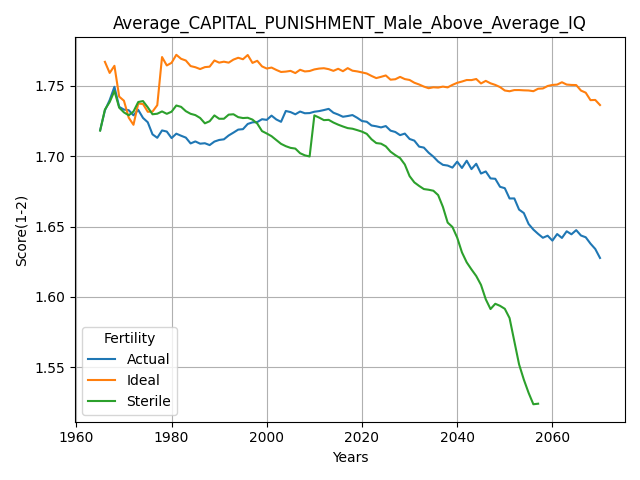 Average_CAPITAL_PUNISHMENT_Male_Above_Average_IQ
Score(1-2)
1.75
1.70
1.65
1.60
1.55
Fertility
Actual
Ideal
Sterile
1960
1980
2000
2020
2040
2060
Years